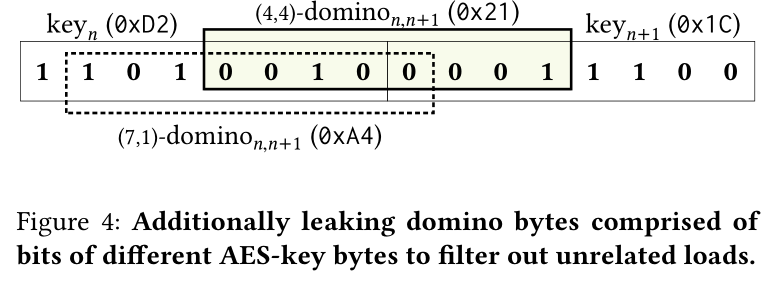 (4,4)-domino n,n+1 (0x21)
key n (0xD2) key n+1 (0x1C)
1 1 0 1 0 0 1 0 0 0 0 1 1 1 0 0
(7,1)-domino n,n+1 (0xA4)
Figure 4: Additionally leaking domino bytes comprised of
bits of different AES-key bytes to filter out unrelated loads.